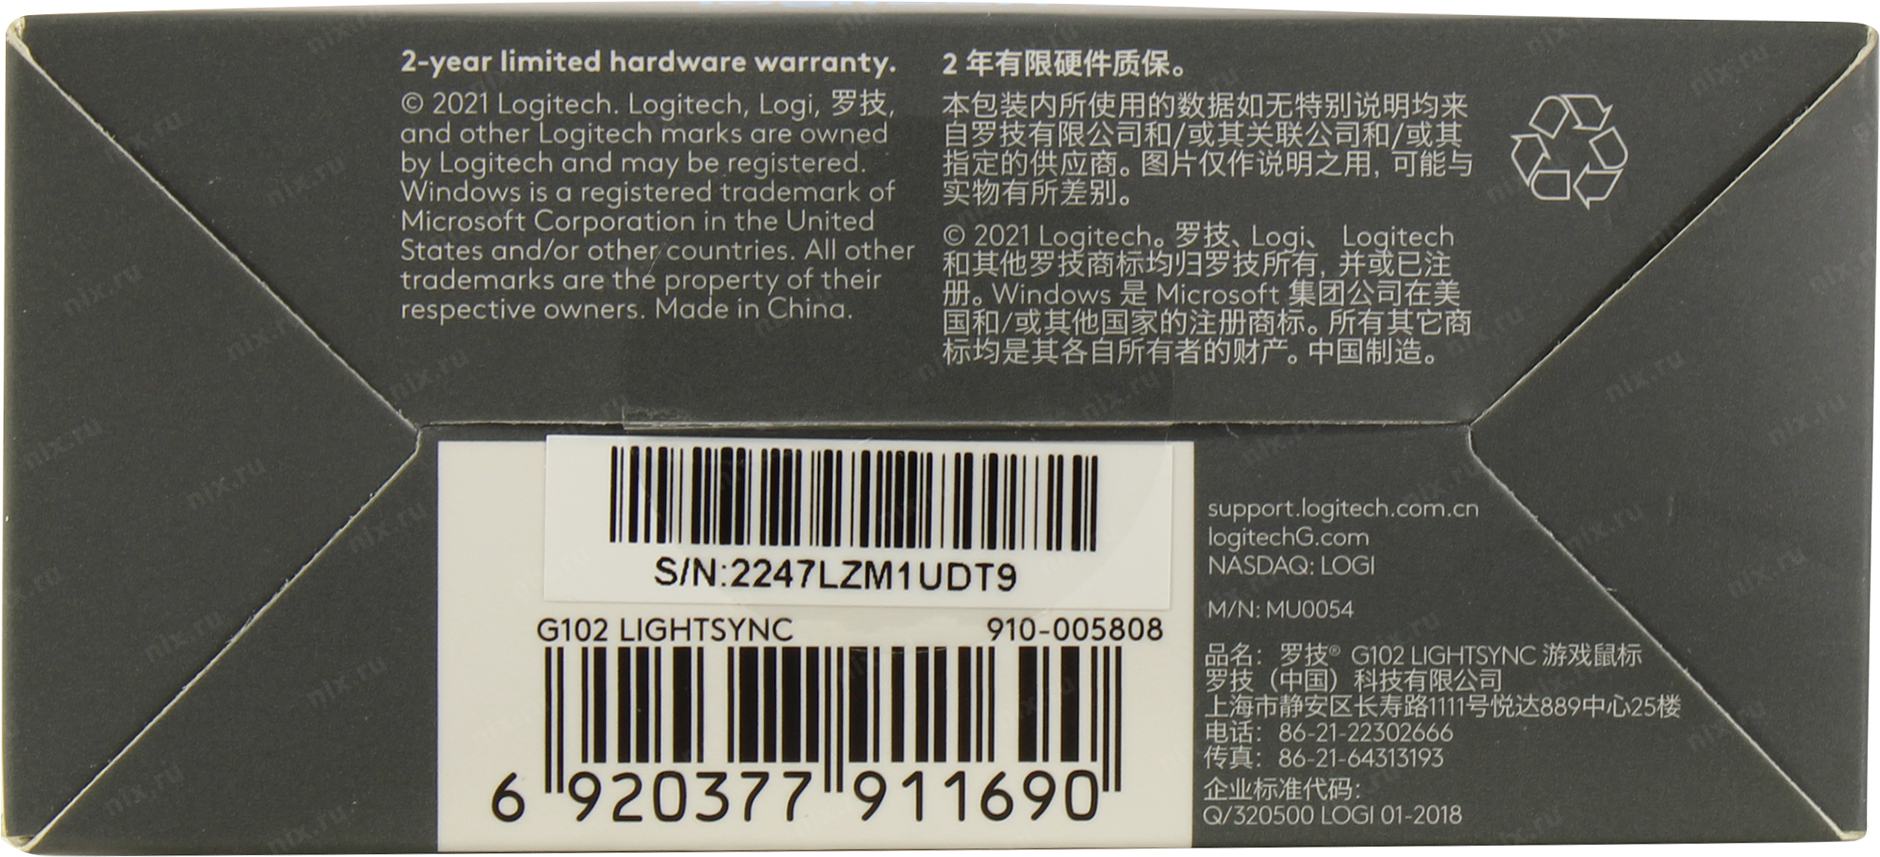 2-year limited hardware warranty.
© 2021 Logitech. Logitech, Logi, 罗技,
and other Logitech marks are owned
by Logitech and may be registered.
Windows is a registered trademark of
Microsoft Corporation in the United
States and/or other countries. All other
trademarks are the property of their
respective owners. Made in China.
2 年有限硬件质保。
本包装内所使用的数据如无特别说明均来
自罗技有限公司和/或其关联公司和/或其
指定的供应商。图片仅作说明之用, 可能与
实物有所差别。
© 2021 Logitech。罗技、Logi、 Logitech
和其他罗技商标均归罗技所有, 并或已注
册。Windows 是 Microsoft 集团公司在美
国和/或其他国家的注册商标。所有其它商
标均是其各自所有者的财产。中国制造。
S/N:2247LZM1UDT9
G102 LIGHTSYNC 910-005808
6 920377 911690
support.logitech.com.cn
logitechG.com
NASDAQ: LOGI
M/N: MU0054
品名： 罗技® G102 LIGHTSYNC 游戏鼠标
罗技（中国）科技有限公司
上海市静安区长寿路1111号悦达889中心25楼
电话： 86-21-22302666
传真： 86-21-64313193
企业标准代码：
Q/320500 LOGI 01-2018
nix.ru